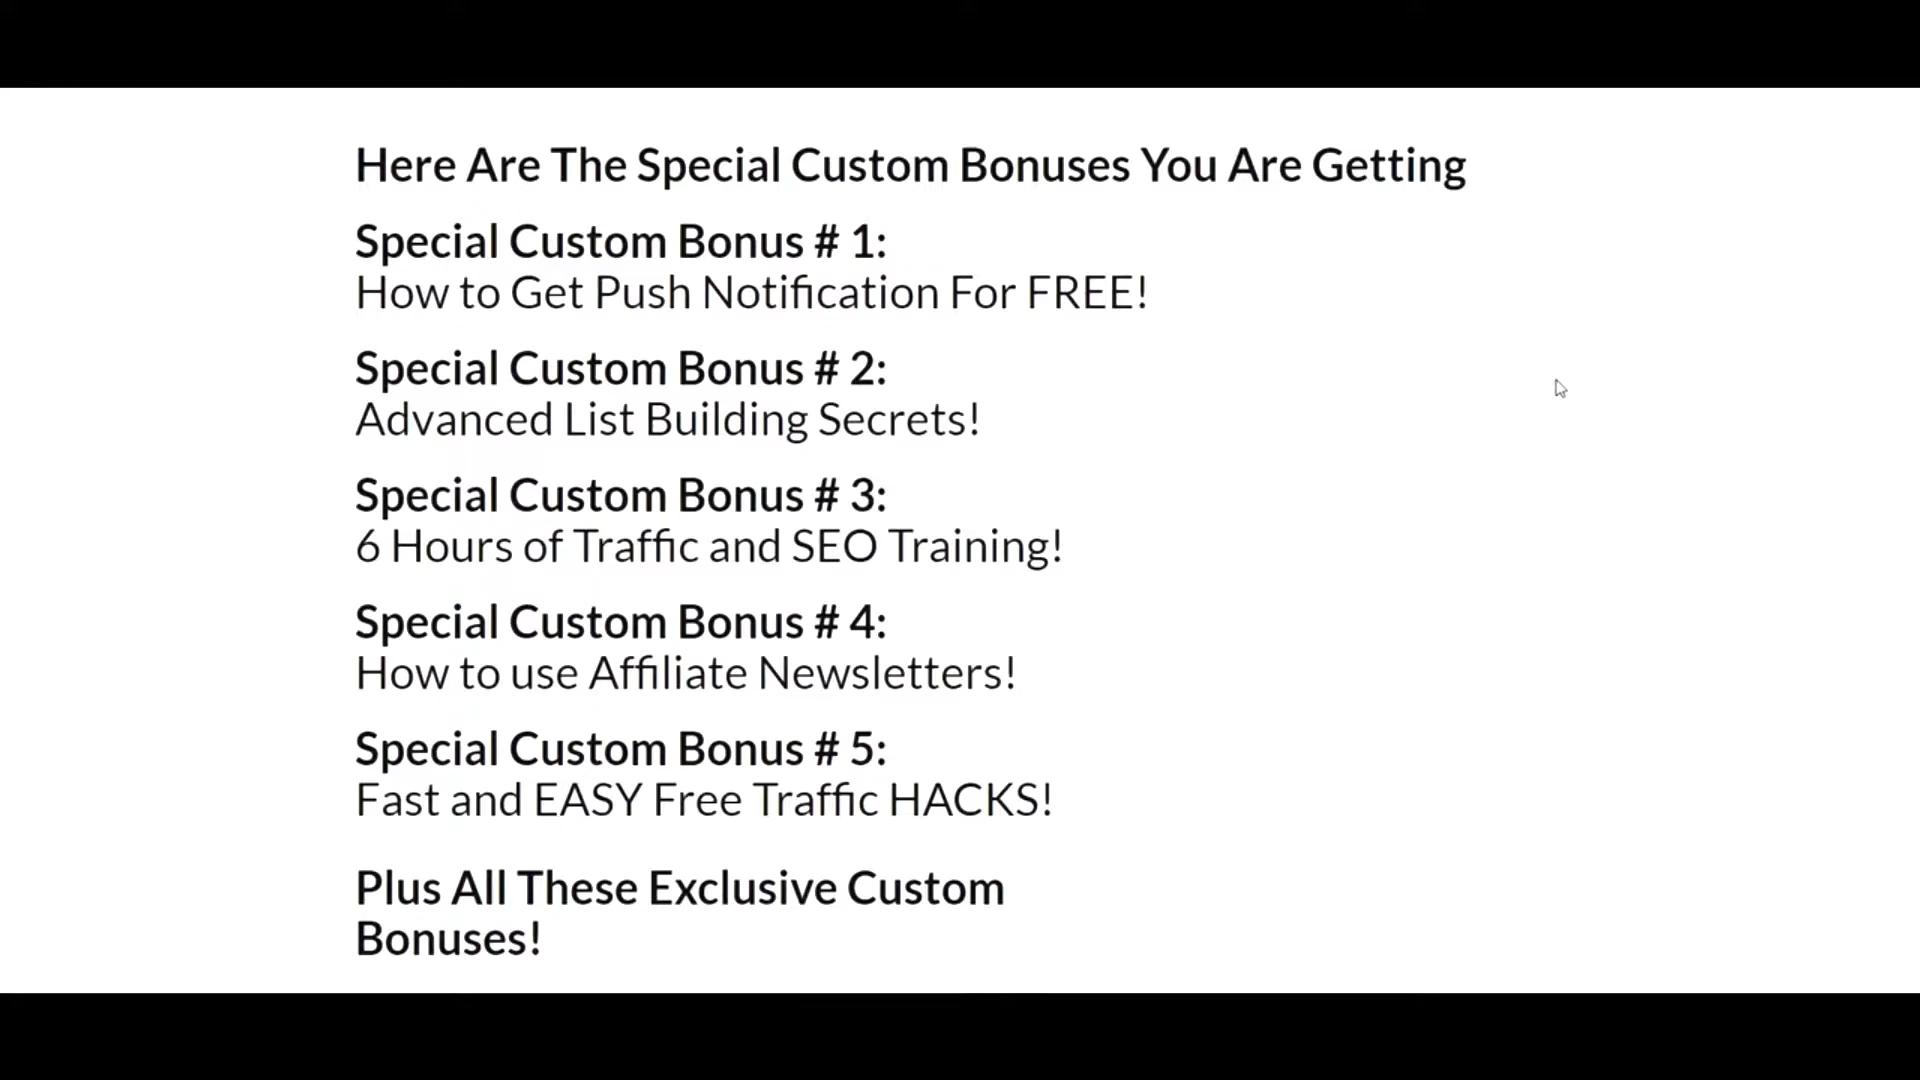 Here Are The Special Custom Bonuses You Are Getting
Special Custom Bonus # 1:
How to Get Push Notification For FREE!
Special Custom Bonus # 2:
Advanced List Building Secrets!
Special Custom Bonus # 3:
6 Hours of Traffic and SEO Training!
Special Custom Bonus # 4:
How to use Affiliate Newsletters!
Special Custom Bonus # 5:
Fast and EASY Free Traffic HACKS!
Plus All These Exclusive Custom
Bonuses!